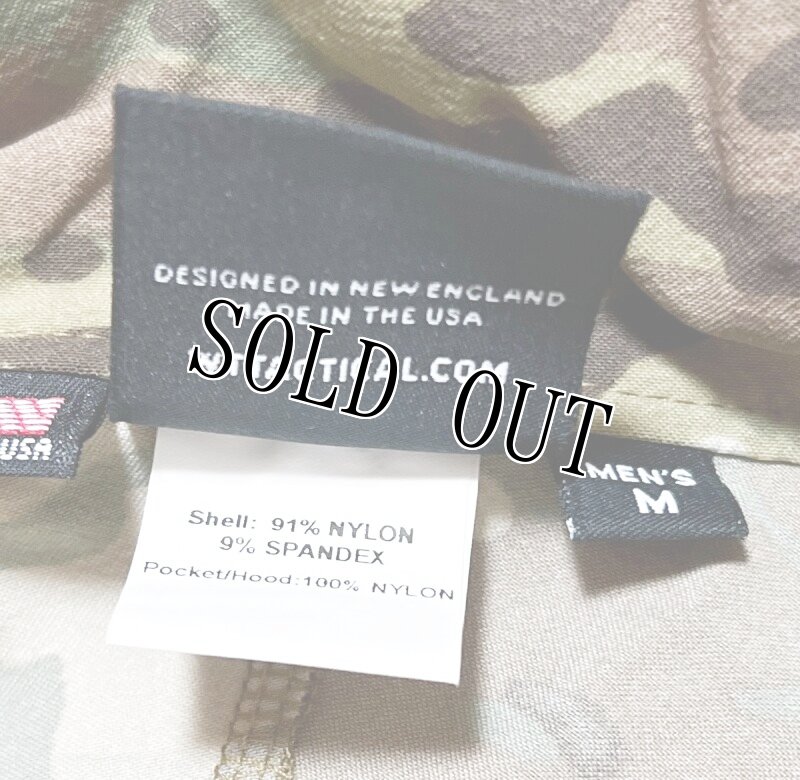 DESIGNED IN NEW ENGLAND
MADE IN THE USA
SOLD OUT
USA
MEN'S
M
Shell: 91% NYLON
9% SPANDEX
Pocket/Hood:100% NYLON